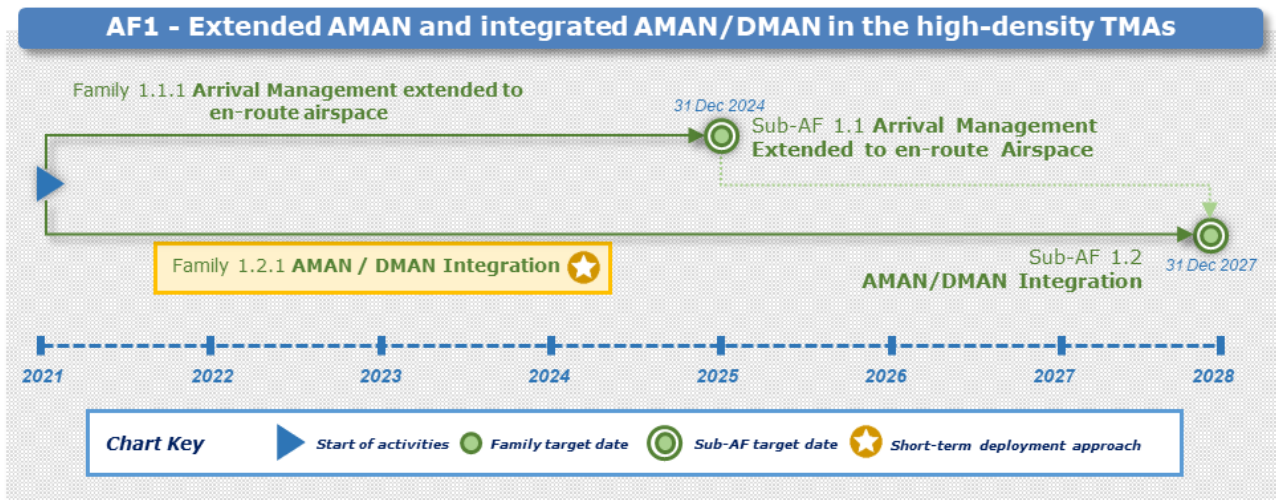 AF1 - Extended AMAN and integrated AMAN/DMAN in the high-density TMAs
Family 1.1.1 Arrival Management extended to
en-route airspace
31 Dec 2024
Sub-AF 1.1 Arrival Management
Extended to en-route Airspace
Family 1.2.1 AMAN / DMAN Integration
Sub-AF 1.2
AMAN/DMAN Integration
31 Dec 2027
2021 2022 2023 2024 2025 2026 2027 2028
Chart Key Start of activities Family target date Sub-AF target date Short-term deployment approach